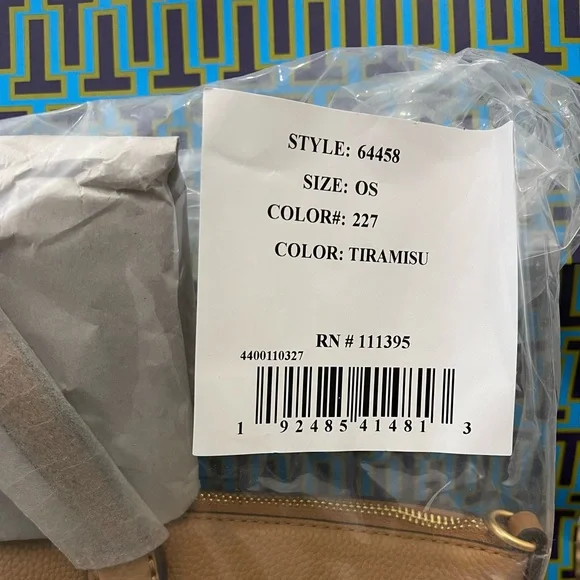 STYLE: 64458
SIZE: OS
COLOR#: 227
COLOR: TIRAMISU
RN # 111395
4400110327
1 92485 41481 3